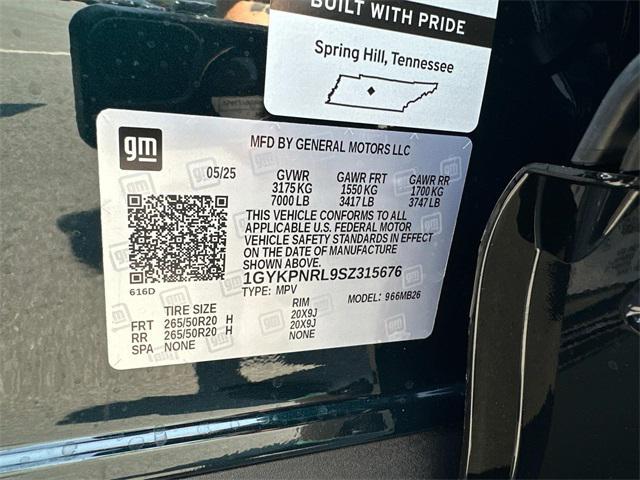 BUILT WITH PRIDE
Spring Hill, Tennessee
gm
MFD BY GENERAL MOTORS LLC
05/25 GVWR GAWR FRT GAWR RR
3175 KG 1550 KG 1700 KG
7000 LB 3417 LB 3747 LB
THIS VEHICLE CONFORMS TO ALL
APPLICABLE U.S. FEDERAL MOTOR
VEHICLE SAFETY STANDARDS IN EFFECT
ON THE DATE OF MANUFACTURE
SHOWN ABOVE.
1GYKPNRL9SZ315676
616D TYPE: MPV MODEL: 966MB26
TIRE SIZE RIM
FRT 265/50R20 H 20X9J
RR 265/50R20 H 20X9J
SPA NONE NONE